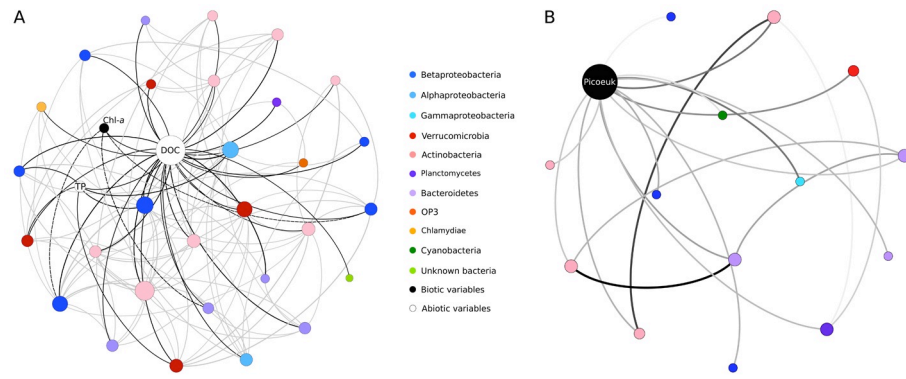 A
B
Picoeuk
Chl-a
DOC
TP
Betaproteobacteria
Alphaproteobacteria
Gammaproteobacteria
Verrucomicrobia
Actinobacteria
Planctomycetes
Bacteroidetes
OP3
Chlamydiae
Cyanobacteria
Unknown bacteria
Biotic variables
Abiotic variables